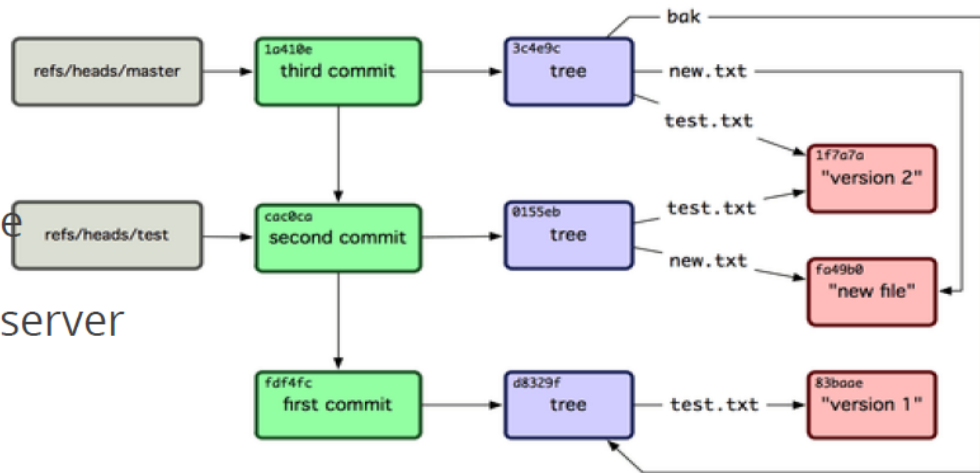 bak
1a410e
3c4e9c
refs/heads/master
third commit
tree
new.txt
test.txt
1f7a7a
"version 2"
e
cac0ca
0155eb
test.txt
refs/heads/test
second commit
tree
new.txt
fa49b0
"new file"
server
fdf4fc
d8329f
83baae
first commit
tree
test.txt
"version 1"